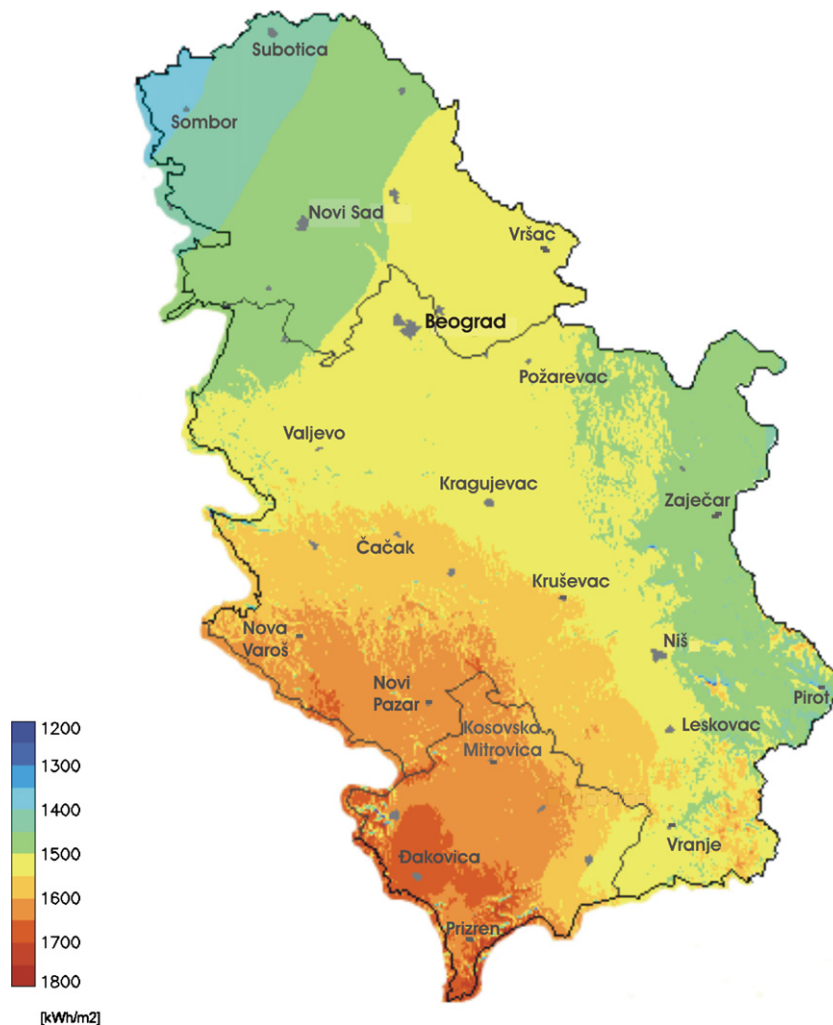 Subotica
Sombor
Novi Sad
Vršac
Beograd
Požarevac
Valjevo
Kragujevac
Zaječar
Čačak
Kruševac
Nova
Varoš
Niš
Novi
Pazar
Pirot
Kosovska
Mitrovica
Leskovac
Vranje
Đakovica
Prizren
1200
1300
1400
1500
1600
1700
1800
[kWh/m2]